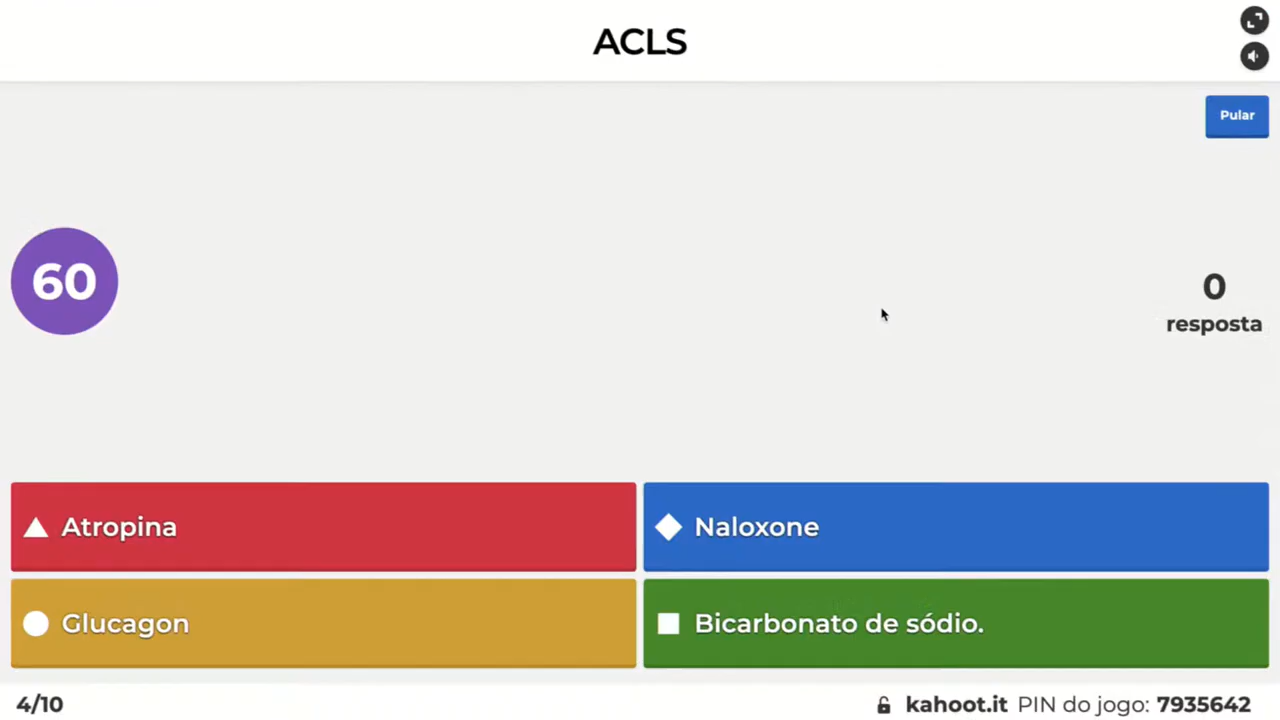 ACLS
Pular
60
0
resposta
Atropina
Naloxone
Glucagon
Bicarbonato de sódio.
4/10
kahoot.it PIN do jogo: 7935642